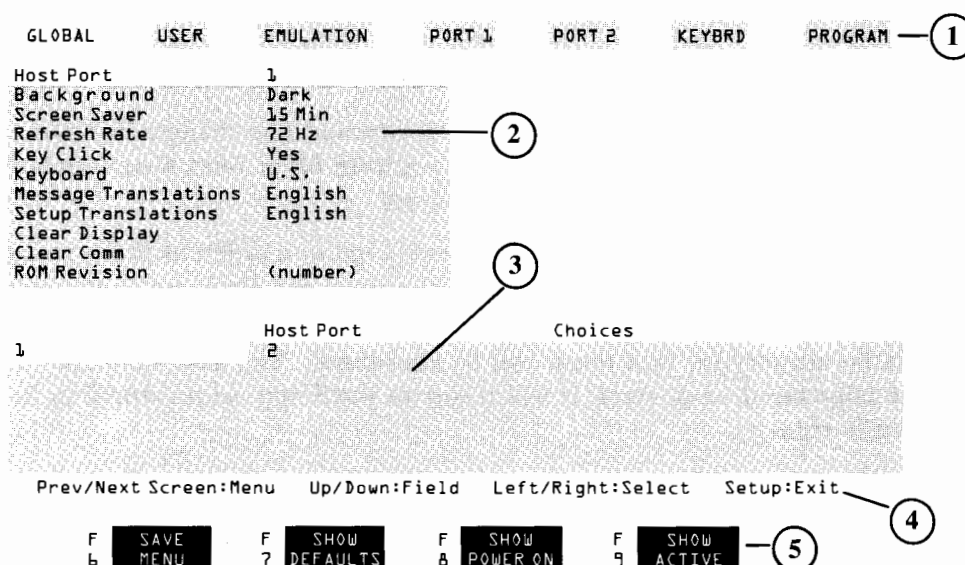 GLOBAL USER EMULATION PORT 1 PORT 2 KEYBRD PROGRAM 1
Host Port 1
Background Dark
Screen Saver 15 Min
Refresh Rate 72 Hz 2
Key Click Yes
Keyboard U.S.
Message Translations English
Setup Translations English
Clear Display
Clear Comm
ROM Revision (number)
3
Host Port Choices
1 2
Prev/Next Screen:Menu Up/Down:Field Left/Right:Select Setup:Exit
4
F SAVE F SHOW F SHOW F SHOW
6 MENU 7 DEFAULTS 8 POWER ON 9 ACTIVE
5